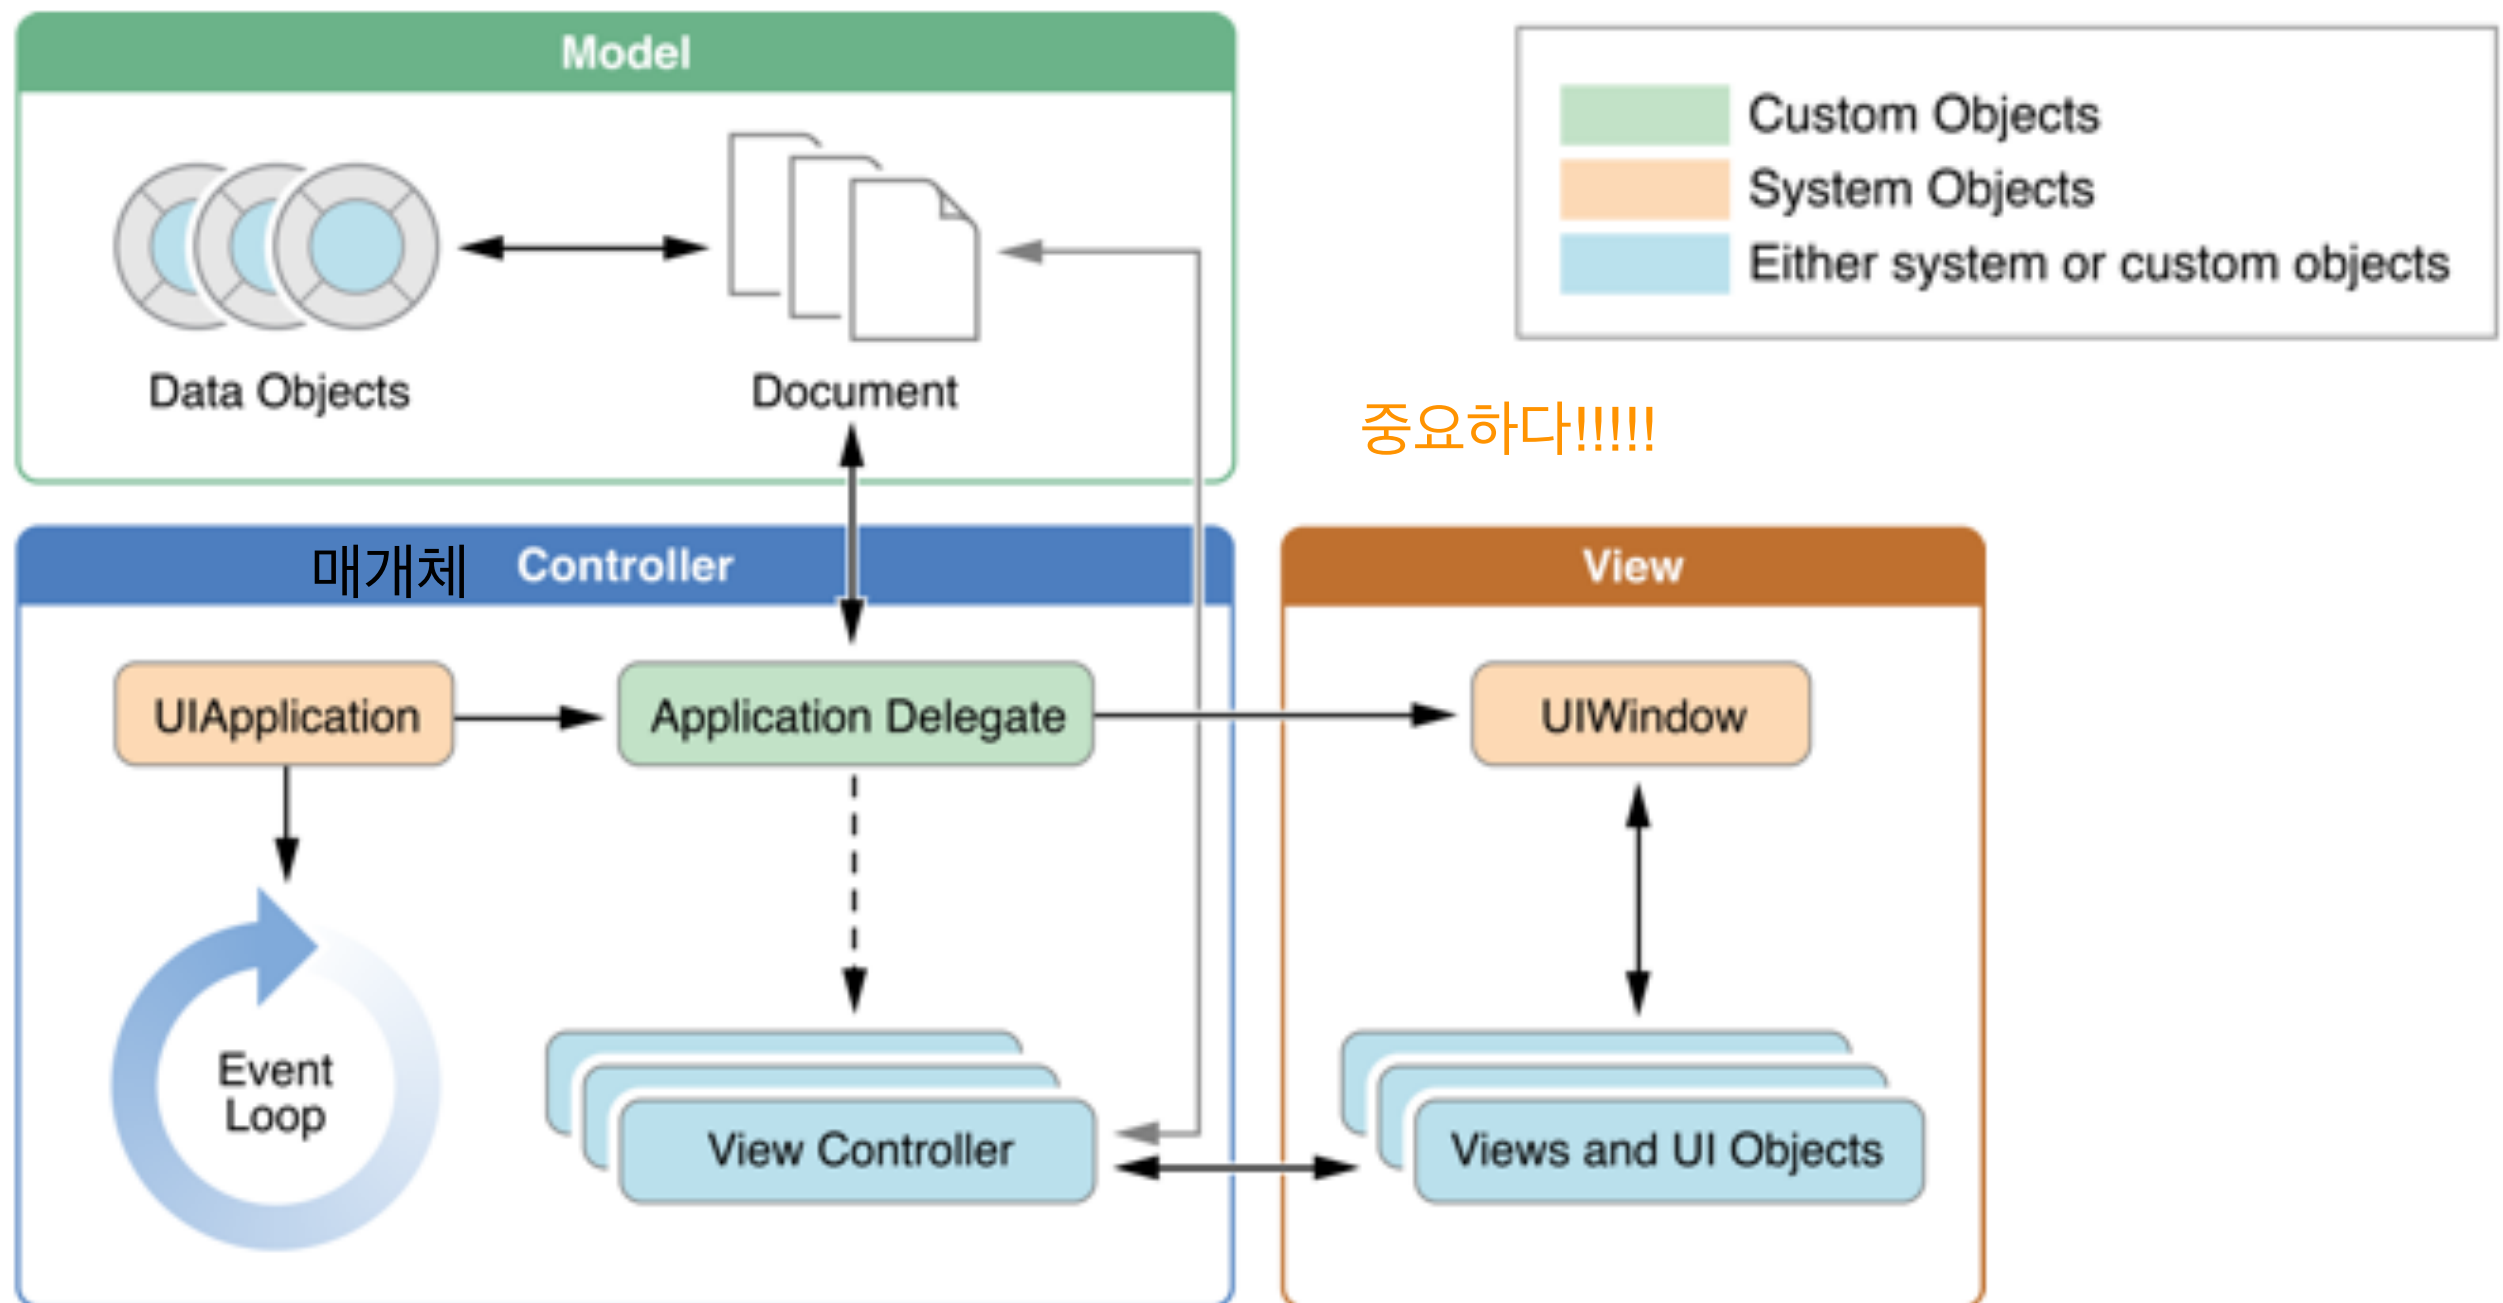 Model
Custom Objects
System Objects
Either system or custom objects
Data Objects
Document
중요하다!!!!!
매개체 Controller
View
UIApplication
Application Delegate
UIWindow
Event
Loop
View Controller
Views and UI Objects